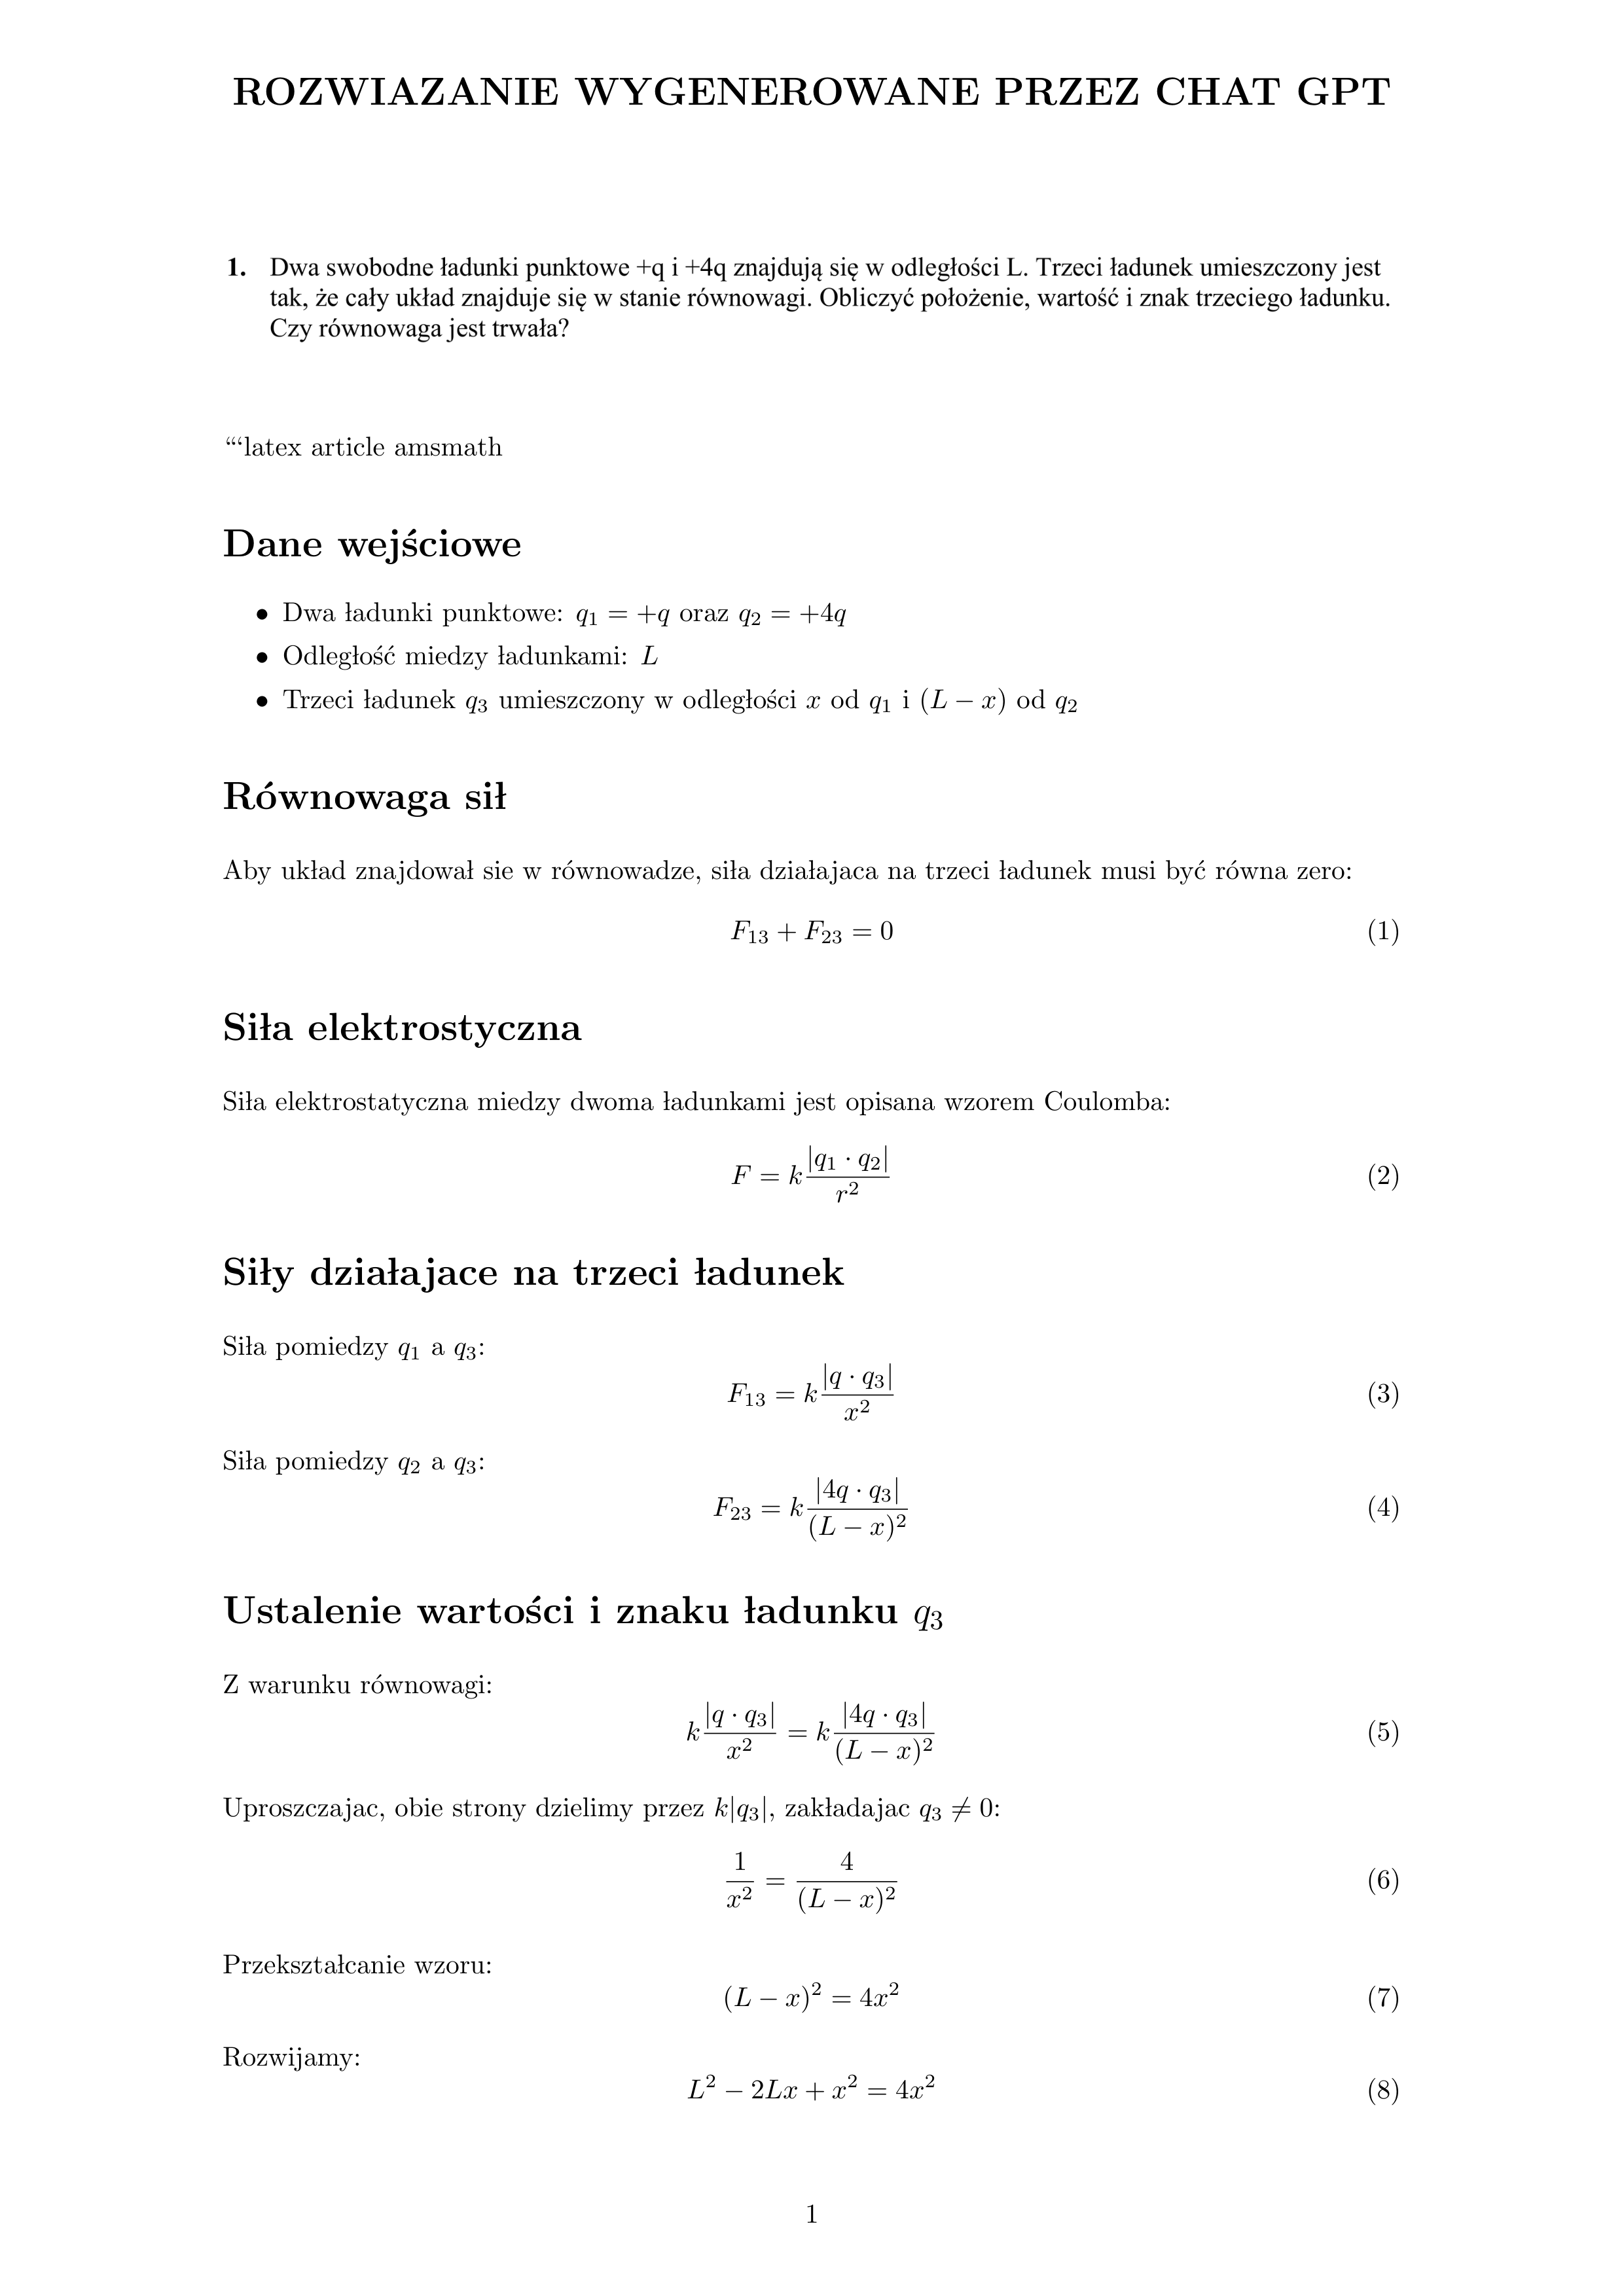 ROZWIAZANIE WYGENEROWANE PRZEZ CHAT GPT
1. Dwa swobodne ładunki punktowe +q i +4q znajdują się w odległości L. Trzeci ładunek umieszczony jest
tak, że cały układ znajduje się w stanie równowagi. Obliczyć położenie, wartość i znak trzeciego ładunku.
Czy równowaga jest trwała?
“‘latex article amsmath
Dane wejściowe
• Dwa ładunki punktowe: $q_1 = +q$ oraz $q_2 = +4q$
• Odległość miedzy ładunkami: $L$
• Trzeci ładunek $q_3$ umieszczony w odległości $x$ od $q_1$ i $(L - x)$ od $q_2$
Równowaga sił
Aby układ znajdował sie w równowadze, siła działajaca na trzeci ładunek musi być równa zero:
$F_{13} + F_{23} = 0$ (1)
Siła elektrostyczna
Siła elektrostatyczna miedzy dwoma ładunkami jest opisana wzorem Coulomba:
$F = k\frac{|q_1 \cdot q_2|}{r^2}$ (2)
Siły działajace na trzeci ładunek
Siła pomiedzy $q_1$ a $q_3$:
$F_{13} = k\frac{|q \cdot q_3|}{x^2}$ (3)
Siła pomiedzy $q_2$ a $q_3$:
$F_{23} = k\frac{|4q \cdot q_3|}{(L - x)^2}$ (4)
Ustalenie wartości i znaku ładunku $q_3$
Z warunku równowagi:
$k\frac{|q \cdot q_3|}{x^2} = k\frac{|4q \cdot q_3|}{(L - x)^2}$ (5)
Uproszczajac, obie strony dzielimy przez $k|q_3|$, zakładajac $q_3 \neq 0$:
$\frac{1}{x^2} = \frac{4}{(L - x)^2}$ (6)
Przekształcanie wzoru:
$(L - x)^2 = 4x^2$ (7)
Rozwijamy:
$L^2 - 2Lx + x^2 = 4x^2$ (8)
1